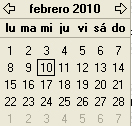 febrero 2010
lu ma mi ju vi sá do
1 2 3 4 5 6 7
8 9 10 11 12 13 14
15 16 17 18 19 20 21
22 23 24 25 26 27 28
1 2 3 4 5 6 7